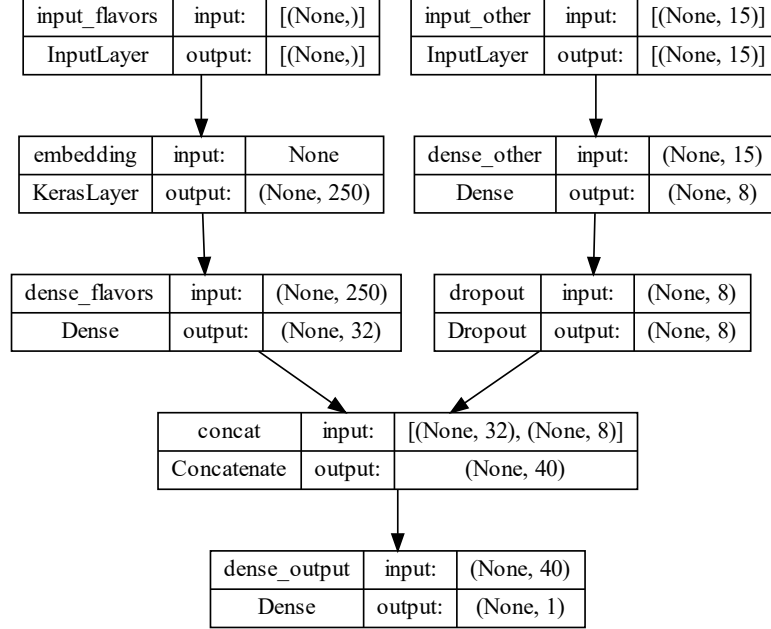 input_flavors input: [(None,)]
InputLayer output: [(None,)]
input_other input: [(None, 15)]
InputLayer output: [(None, 15)]
embedding input: None
KerasLayer output: (None, 250)
dense_other input: (None, 15)
Dense output: (None, 8)
dense_flavors input: (None, 250)
Dense output: (None, 32)
dropout input: (None, 8)
Dropout output: (None, 8)
concat input: [(None, 32), (None, 8)]
Concatenate output: (None, 40)
dense_output input: (None, 40)
Dense output: (None, 1)